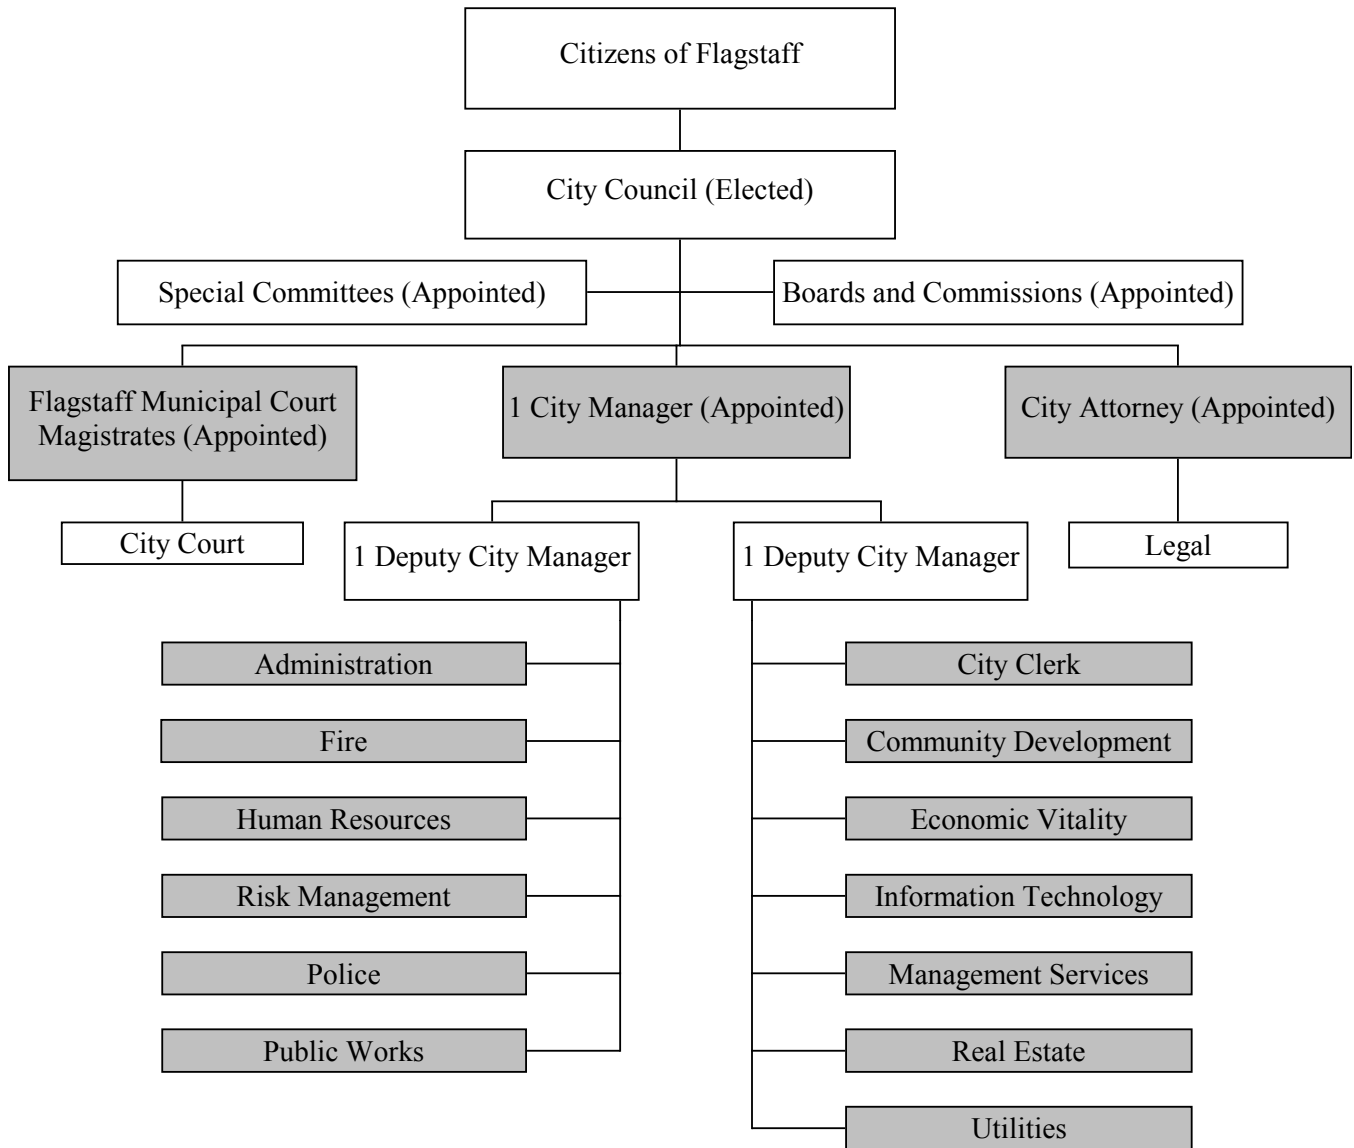 Citizens of Flagstaff
City Council (Elected)
Special Committees (Appointed)
Boards and Commissions (Appointed)
Flagstaff Municipal Court
Magistrates (Appointed)
1 City Manager (Appointed)
City Attorney (Appointed)
City Court
1 Deputy City Manager
1 Deputy City Manager
Legal
Administration
Fire
Human Resources
Risk Management
Police
Public Works
City Clerk
Community Development
Economic Vitality
Information Technology
Management Services
Real Estate
Utilities